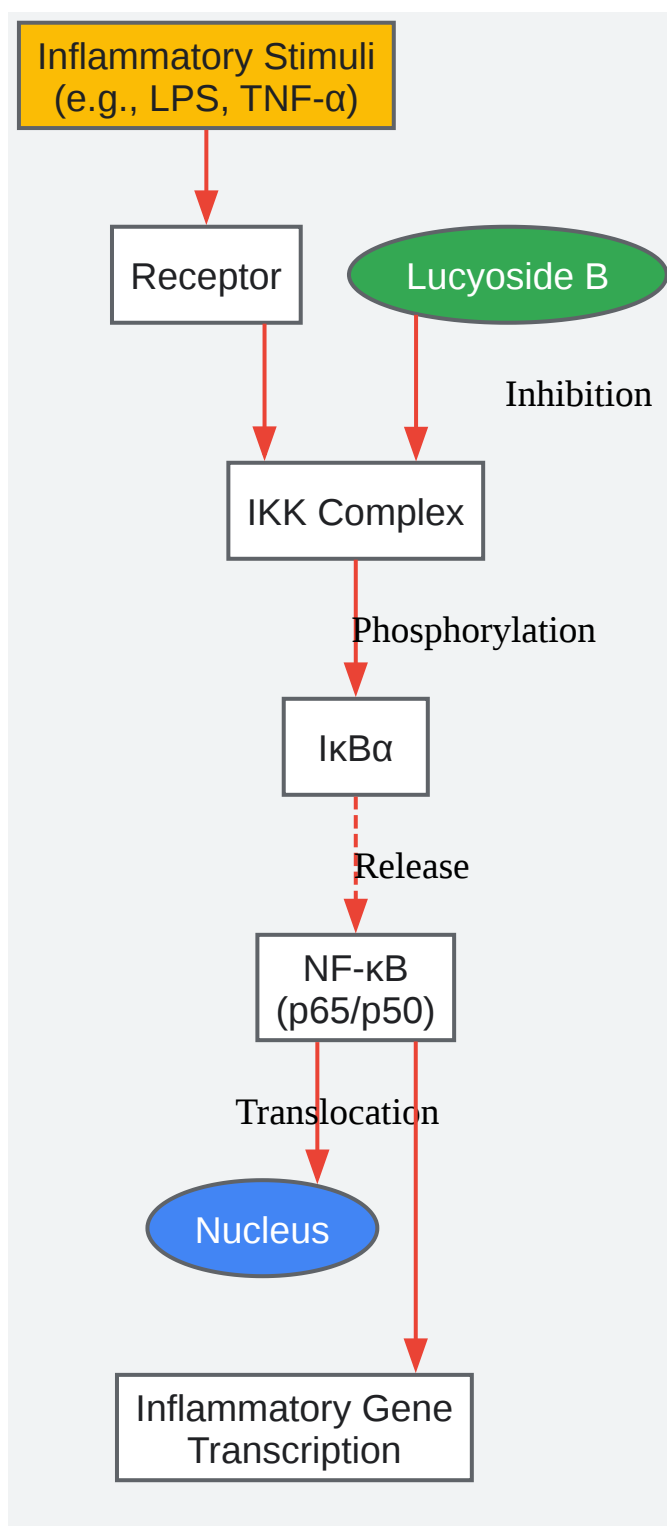 Inflammatory Stimuli
(e.g., LPS, TNF-α)
Receptor
Lucyoside B
Inhibition
IKK Complex
Phosphorylation
IκBα
Release
NF-κB
(p65/p50)
Translocation
Nucleus
Inflammatory Gene
Transcription